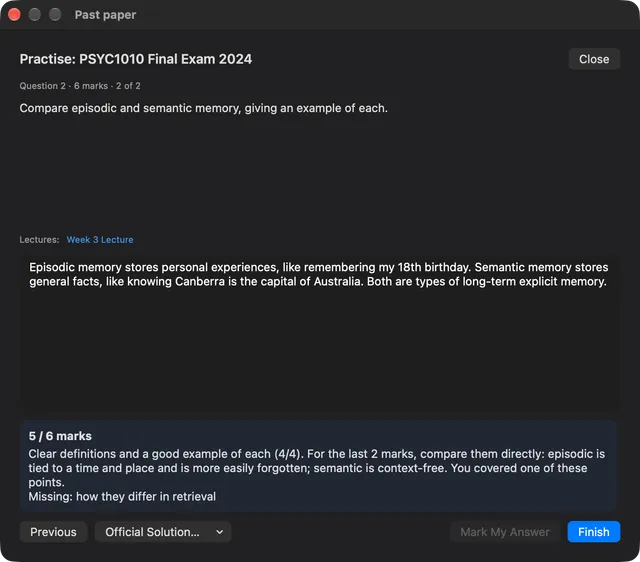 Past paper
Practise: PSYC1010 Final Exam 2024
Close
Question 2 · 6 marks · 2 of 2
Compare episodic and semantic memory, giving an example of each.
Lectures: Week 3 Lecture
Episodic memory stores personal experiences, like remembering my 18th birthday. Semantic memory stores
general facts, like knowing Canberra is the capital of Australia. Both are types of long-term explicit memory.
5 / 6 marks
Clear definitions and a good example of each (4/4). For the last 2 marks, compare them directly: episodic is
tied to a time and place and is more easily forgotten; semantic is context-free. You covered one of these
points.
Missing: how they differ in retrieval
Previous
Official Solution...
Mark My Answer
Finish